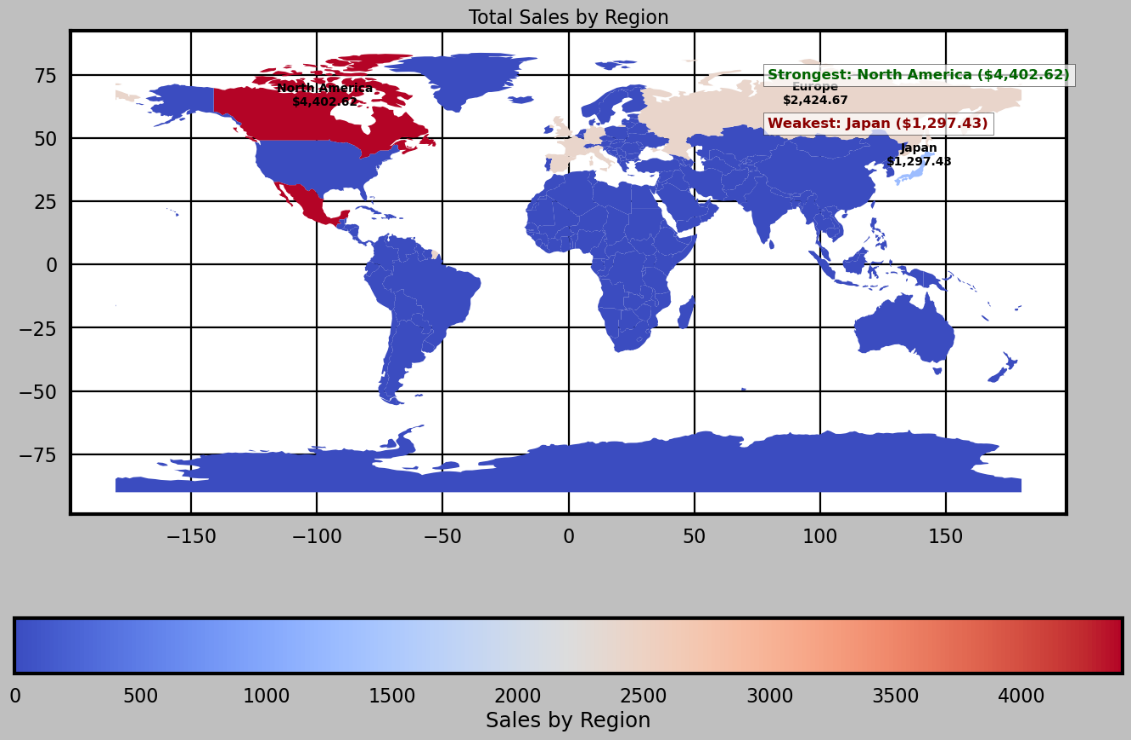 Total Sales by Region
75
50
25
0
−25
−50
−75
North America
$4,402.62
Strongest: North America ($4,402.62)
Europe
$2,424.67
Weakest: Japan ($1,297.43)
Japan
$1,297.43
−150 −100 −50 0 50 100 150
0 500 1000 1500 2000 2500 3000 3500 4000
Sales by Region